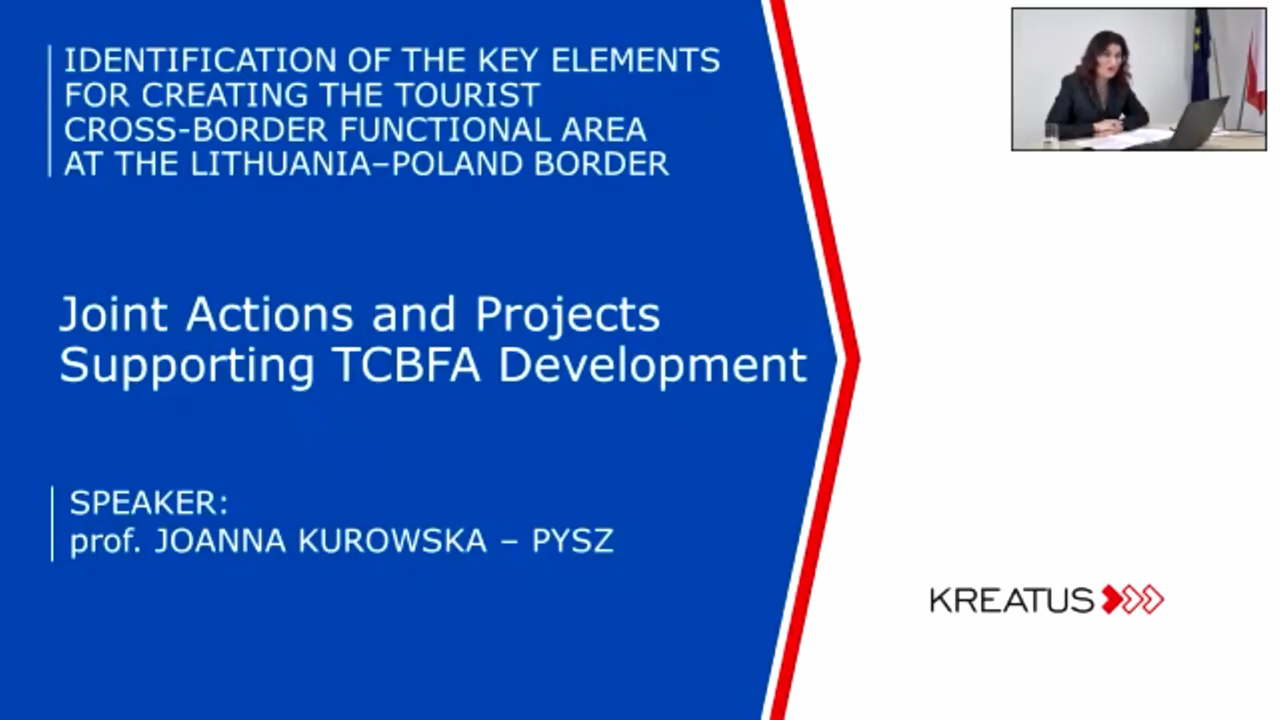 IDENTIFICATION OF THE KEY ELEMENTS
FOR CREATING THE TOURIST
CROSS-BORDER FUNCTIONAL AREA
AT THE LITHUANIA–POLAND BORDER
Joint Actions and Projects
Supporting TCBFA Development
SPEAKER:
prof. JOANNA KUROWSKA – PYSZ
KREATUS